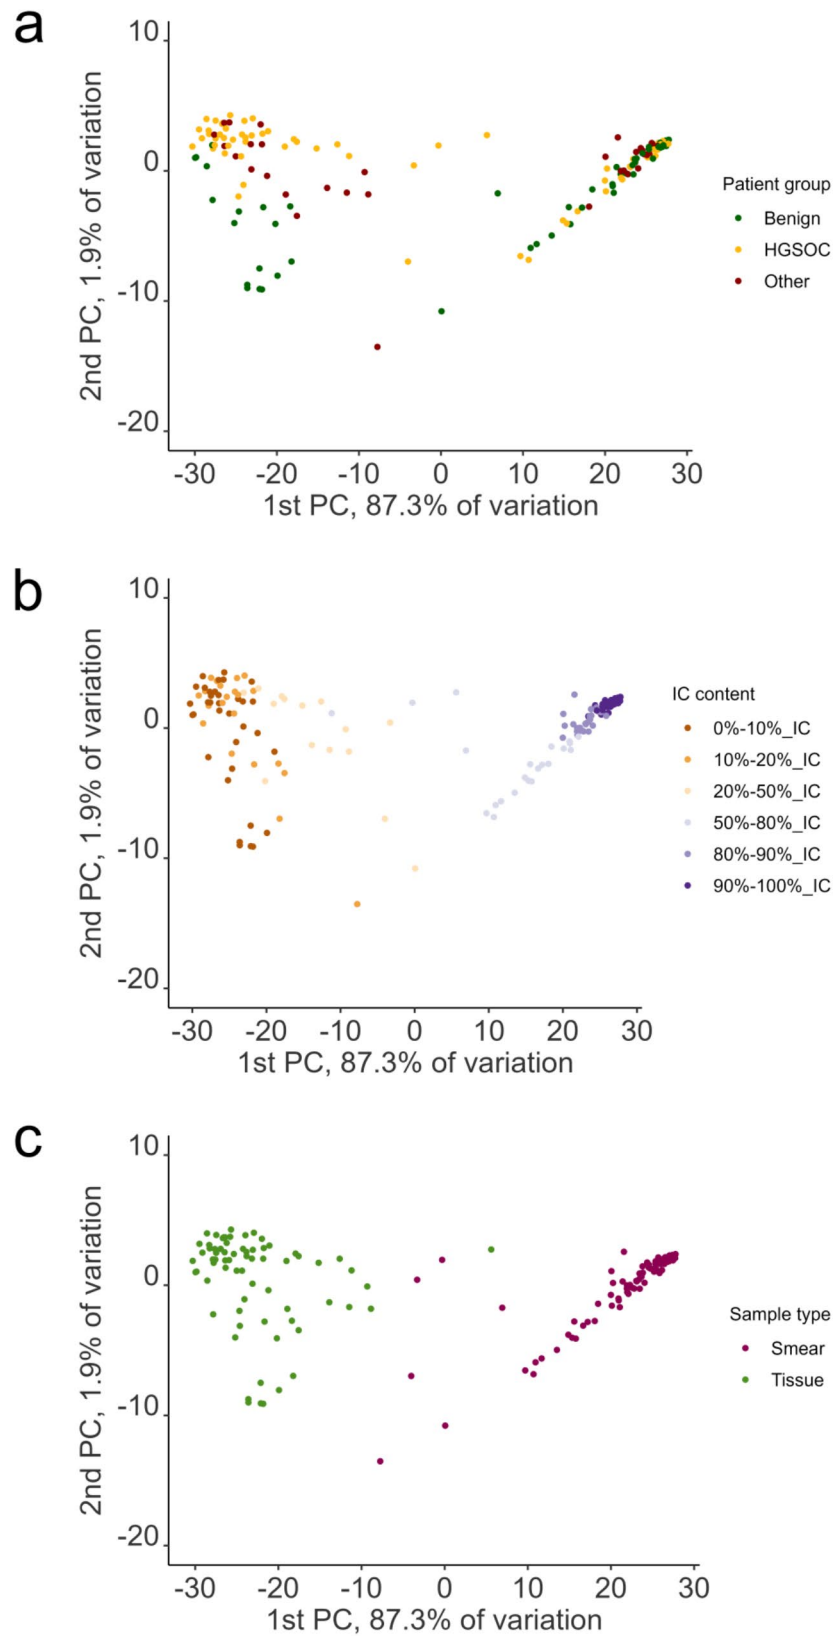 a
10
0
-10
-20
2nd PC, 1.9% of variation
-30 -20 -10 0 10 20 30
1st PC, 87.3% of variation
Patient group
Benign
HGSOC
Other
b
10
0
-10
-20
2nd PC, 1.9% of variation
-30 -20 -10 0 10 20 30
1st PC, 87.3% of variation
IC content
0%-10%_IC
10%-20%_IC
20%-50%_IC
50%-80%_IC
80%-90%_IC
90%-100%_IC
c
10
0
-10
-20
2nd PC, 1.9% of variation
-30 -20 -10 0 10 20 30
1st PC, 87.3% of variation
Sample type
Smear
Tissue